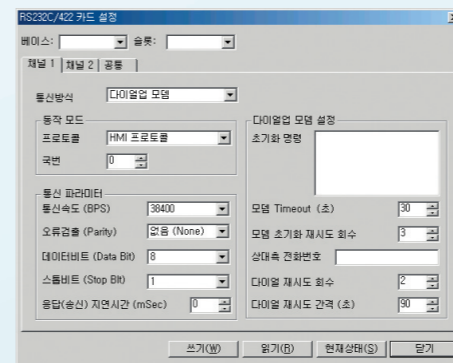 RS232C/422 카드 설정
베이스: 슬롯:
채널 1 채널 2 공통
통신방식 다이얼업 모뎀
동작 모드
프로토콜 HMI 프로토콜
국번 0
통신 파라미터
통신속도 (BPS) 38400
오류검출 (Parity) 없음 (None)
데이터비트 (Data Bit) 8
스톱비트 (Stop BIt) 1
응답(송신) 지연시간 (mSec) 0
다이얼업 모뎀 설정
초기화 명령
모뎀 Timeout (초) 30
모뎀 초기화 재시도 회수 3
상대측 전화번호
다이얼 재시도 회수 2
다이얼 재시도 간격 (초) 90
쓰기(W) 읽기(R) 현재상태(S) 닫기